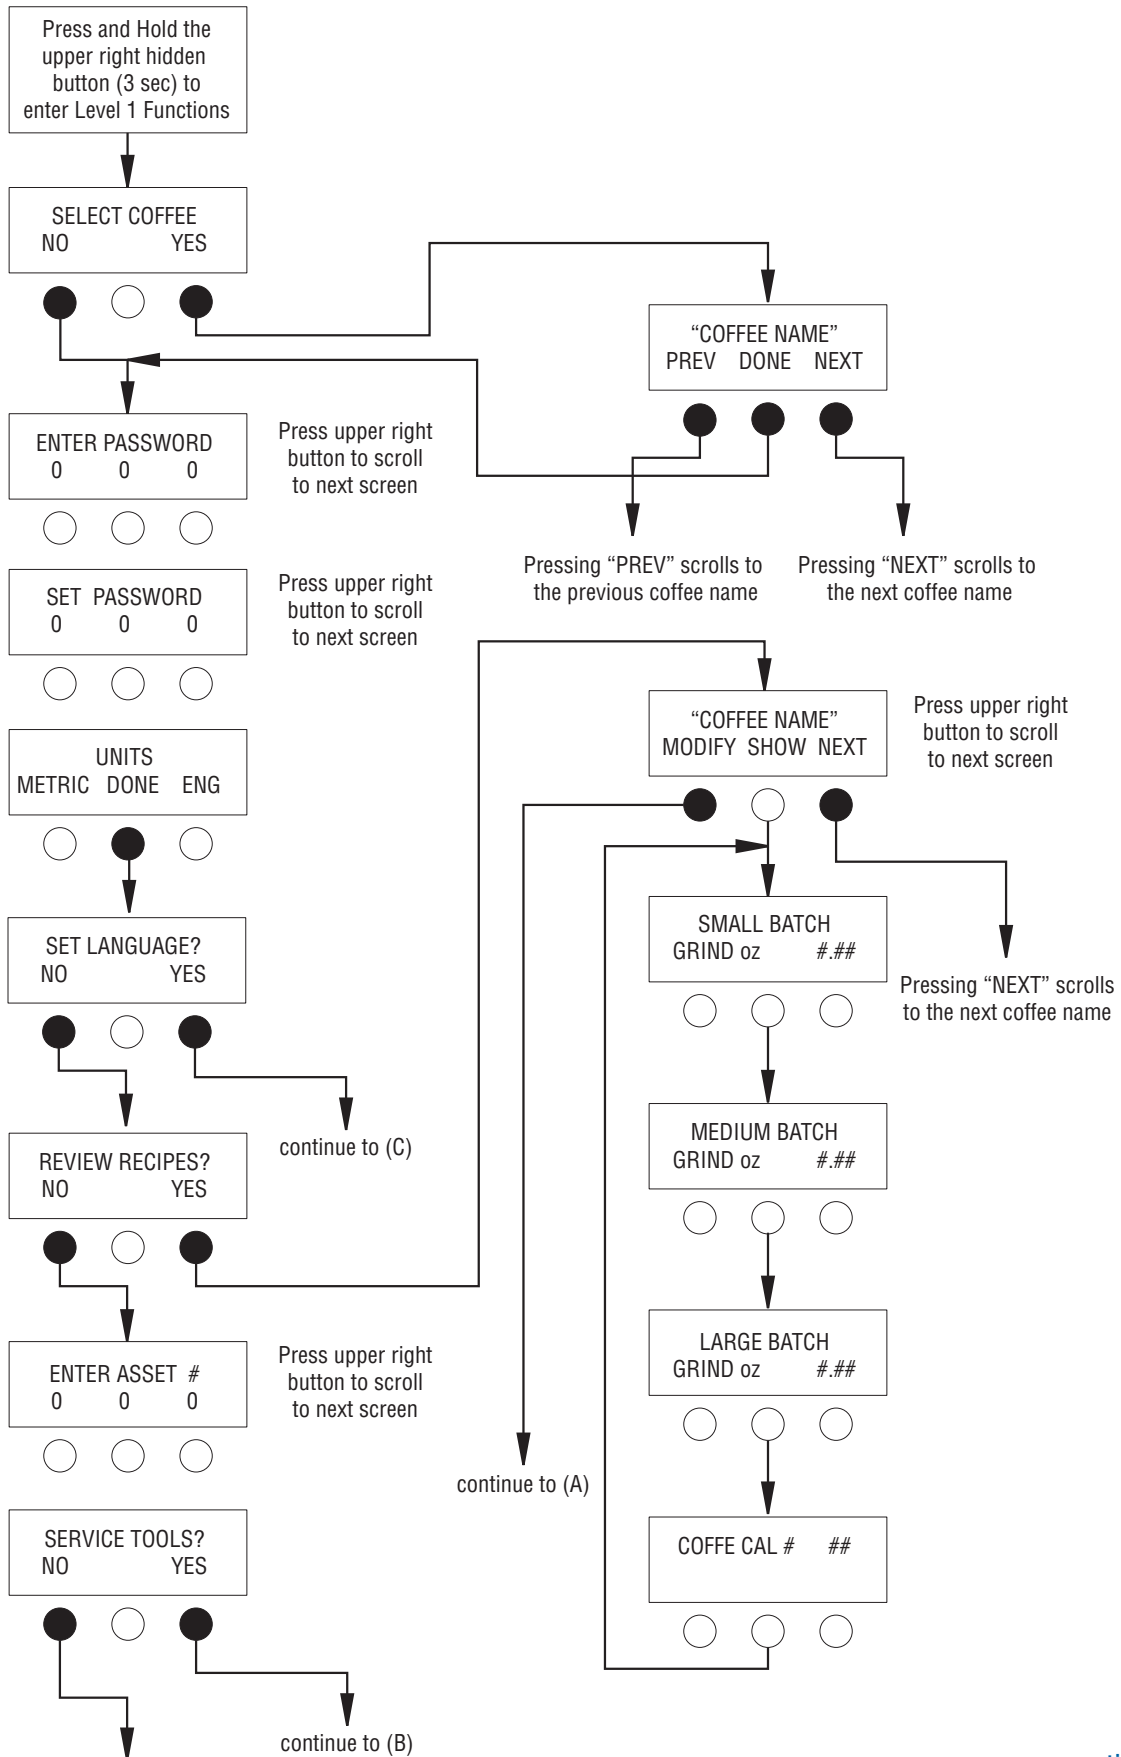 Press and Hold the
upper right hidden
button (3 sec) to
enter Level 1 Functions
SELECT COFFEE
NO YES
“COFFEE NAME”
PREV DONE NEXT
ENTER PASSWORD
0 0 0
Press upper right
button to scroll
to next screen
Pressing “PREV” scrolls to
the previous coffee name
Pressing “NEXT” scrolls to
the next coffee name
SET PASSWORD
0 0 0
Press upper right
button to scroll
to next screen
“COFFEE NAME”
MODIFY SHOW NEXT
Press upper right
button to scroll
to next screen
UNITS
METRIC DONE ENG
SET LANGUAGE?
NO YES
SMALL BATCH
GRIND oz #.##
Pressing “NEXT” scrolls
to the next coffee name
continue to (C)
REVIEW RECIPES?
NO YES
MEDIUM BATCH
GRIND oz #.##
ENTER ASSET #
0 0 0
Press upper right
button to scroll
to next screen
LARGE BATCH
GRIND oz #.##
continue to (A)
SERVICE TOOLS?
NO YES
COFFE CAL # ##
continue to (B)